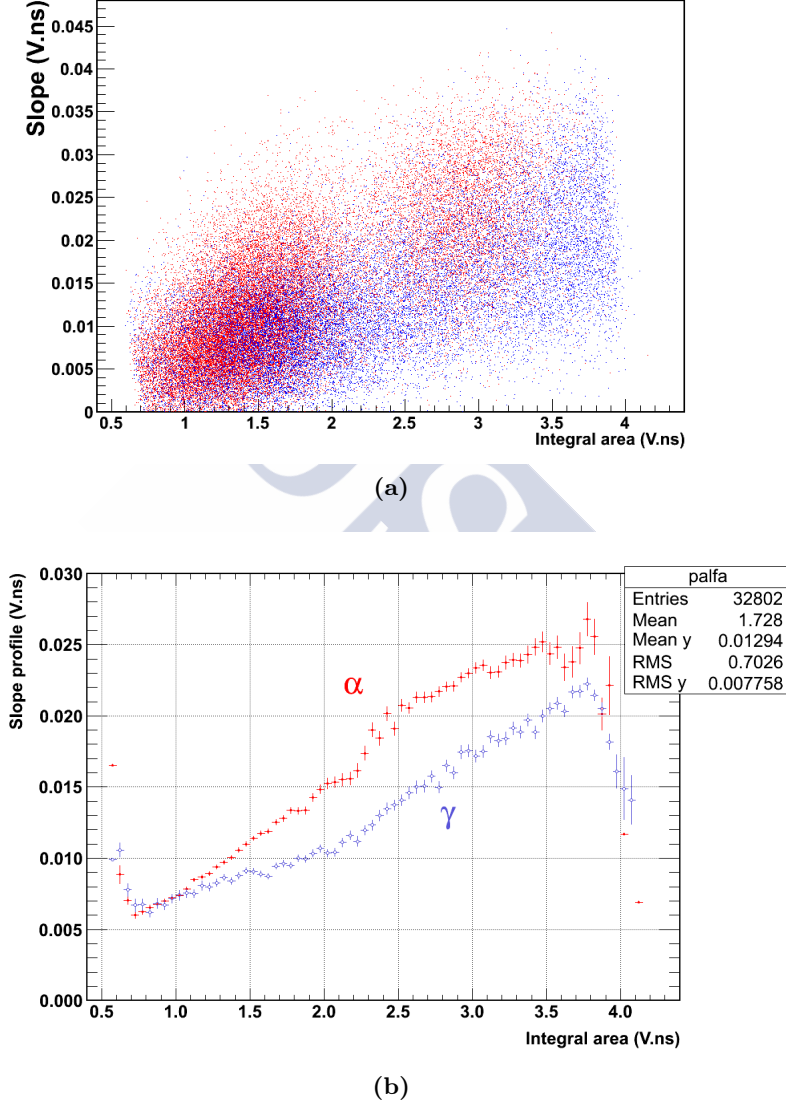 Slope (V.ns)
0.045
0.04
0.035
0.03
0.025
0.02
0.015
0.01
0.005
0
0.5 1 1.5 2 2.5 3 3.5 4
Integral area (V.ns)
(a)
Slope profile (V.ns)
0.030
0.025
0.020
0.015
0.010
0.005
0.000
palfa
Entries 32802
Mean 1.728
Mean y 0.01294
RMS 0.7026
RMS y 0.007758
α
γ
0.5 1.0 1.5 2.0 2.5 3.0 3.5 4.0
Integral area (V.ns)
(b)